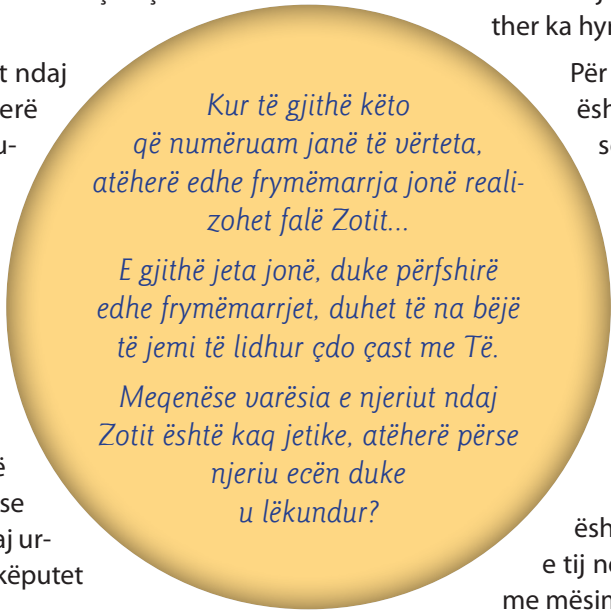 ther ka hyr
t ndaj
erë
u-
Për
ësh
se
Kur të gjithë këto
që numëruam janë të vërteta,
atëherë edhe frymëmarrja jonë reali-
zohet falë Zotit...
E gjithë jeta jonë, duke përfshirë
edhe frymëmarrjet, duhet të na bëjë
të jemi të lidhur çdo çast me Të.
Meqenëse varësia e njeriut ndaj
Zotit është kaq jetike, atëherë përse
njeriu ecën duke
u lëkundur?
ë
se
aj ur-
këputet
ësh
e tij n
me mësim